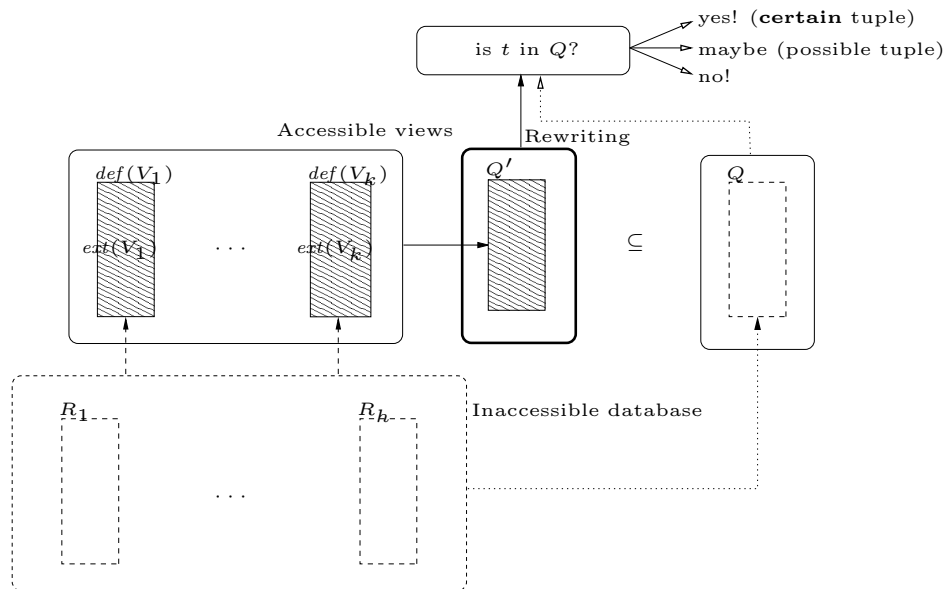 yes! (certain tuple)
is t in Q?
maybe (possible tuple)
no!
Accessible views
Rewriting
def(V1)
def(Vk)
Q′
Q
ext(V1)
. . .
ext(Vk)
⊆
R1
Rh
Inaccessible database
. . .